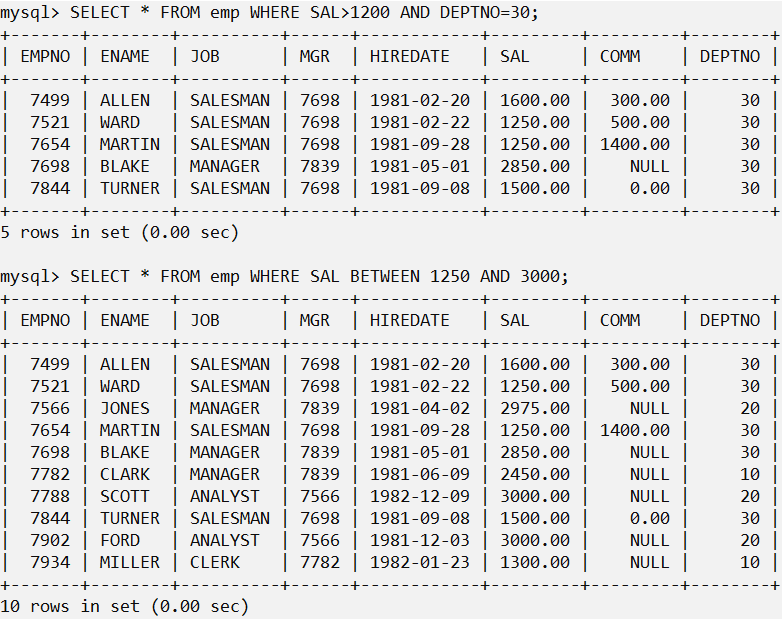 mysql> SELECT * FROM emp WHERE SAL>1200 AND DEPTNO=30;
+-------+--------+----------+------+------------+---------+---------+--------+
| EMPNO | ENAME  | JOB      | MGR  | HIREDATE   | SAL     | COMM    | DEPTNO |
+-------+--------+----------+------+------------+---------+---------+--------+
|  7499 | ALLEN  | SALESMAN | 7698 | 1981-02-20 | 1600.00 |  300.00 |     30 |
|  7521 | WARD   | SALESMAN | 7698 | 1981-02-22 | 1250.00 |  500.00 |     30 |
|  7654 | MARTIN | SALESMAN | 7698 | 1981-09-28 | 1250.00 | 1400.00 |     30 |
|  7698 | BLAKE  | MANAGER  | 7839 | 1981-05-01 | 2850.00 |    NULL |     30 |
|  7844 | TURNER | SALESMAN | 7698 | 1981-09-08 | 1500.00 |    0.00 |     30 |
+-------+--------+----------+------+------------+---------+---------+--------+
5 rows in set (0.00 sec)
mysql> SELECT * FROM emp WHERE SAL BETWEEN 1250 AND 3000;
+-------+--------+----------+------+------------+---------+---------+--------+
| EMPNO | ENAME  | JOB      | MGR  | HIREDATE   | SAL     | COMM    | DEPTNO |
+-------+--------+----------+------+------------+---------+---------+--------+
|  7499 | ALLEN  | SALESMAN | 7698 | 1981-02-20 | 1600.00 |  300.00 |     30 |
|  7521 | WARD   | SALESMAN | 7698 | 1981-02-22 | 1250.00 |  500.00 |     30 |
|  7566 | JONES  | MANAGER  | 7839 | 1981-04-02 | 2975.00 |    NULL |     20 |
|  7654 | MARTIN | SALESMAN | 7698 | 1981-09-28 | 1250.00 | 1400.00 |     30 |
|  7698 | BLAKE  | MANAGER  | 7839 | 1981-05-01 | 2850.00 |    NULL |     30 |
|  7782 | CLARK  | MANAGER  | 7839 | 1981-06-09 | 2450.00 |    NULL |     10 |
|  7788 | SCOTT  | ANALYST  | 7566 | 1982-12-09 | 3000.00 |    NULL |     20 |
|  7844 | TURNER | SALESMAN | 7698 | 1981-09-08 | 1500.00 |    0.00 |     30 |
|  7902 | FORD   | ANALYST  | 7566 | 1981-12-03 | 3000.00 |    NULL |     20 |
|  7934 | MILLER | CLERK    | 7782 | 1982-01-23 | 1300.00 |    NULL |     10 |
+-------+--------+----------+------+------------+---------+---------+--------+
10 rows in set (0.00 sec)